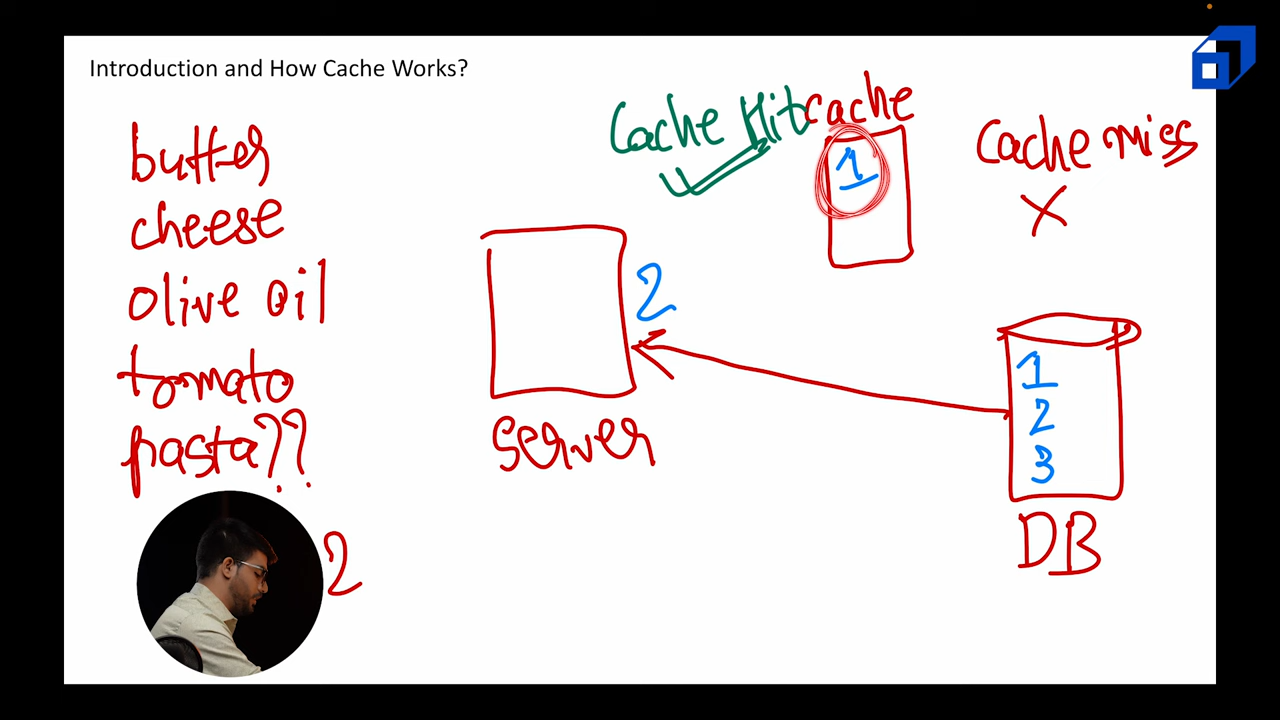 Introduction and How Cache Works?
butter
cheese
olive oil
tomato
pasta??
2
Cache Hit
cache
1
Cache miss
2
server
1
2
3
DB